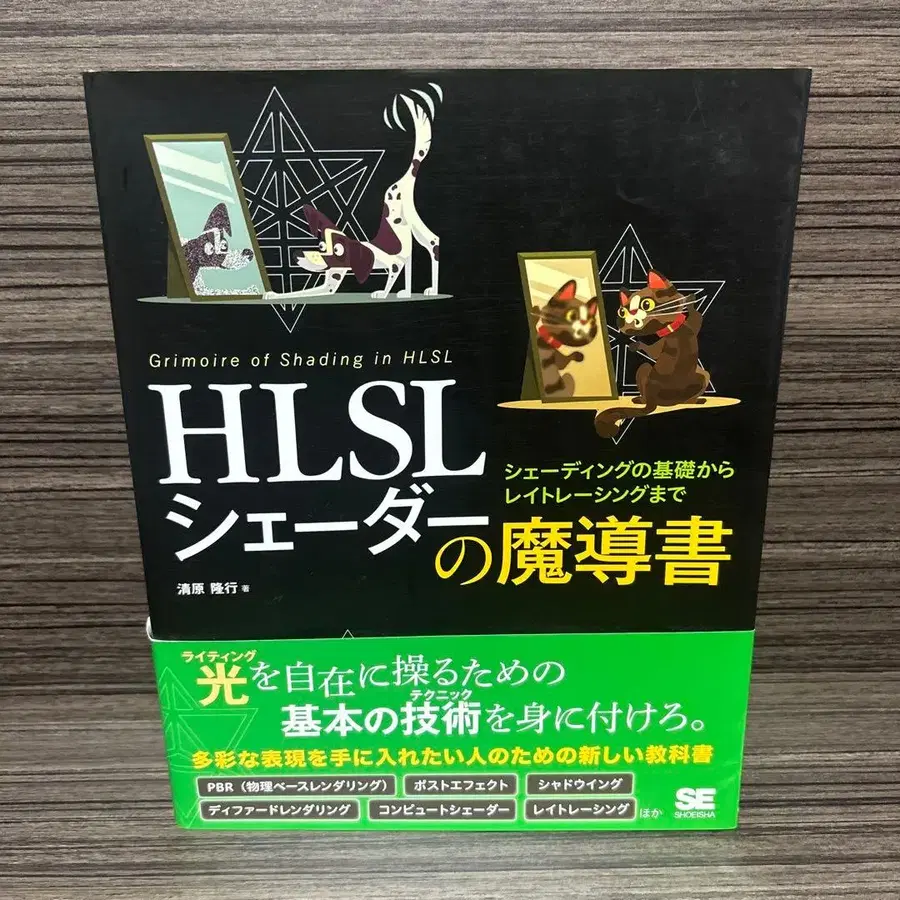 Grimoire of Shading in HLSL
HLSL
シェーダー
の魔導書
シェーディングの基礎から
レイトレーシングまで
清原 隆行 著
ライティング
光を自在に操るための
テクニック
基本の技術を身に付けろ。
多彩な表現を手に入れたい人のための新しい教科書
PBR（物理ベースレンダリング） ポストエフェクト シャドウイング
ディファードレンダリング コンピュートシェーダー レイトレーシング ほか
SE
SHOEISHA